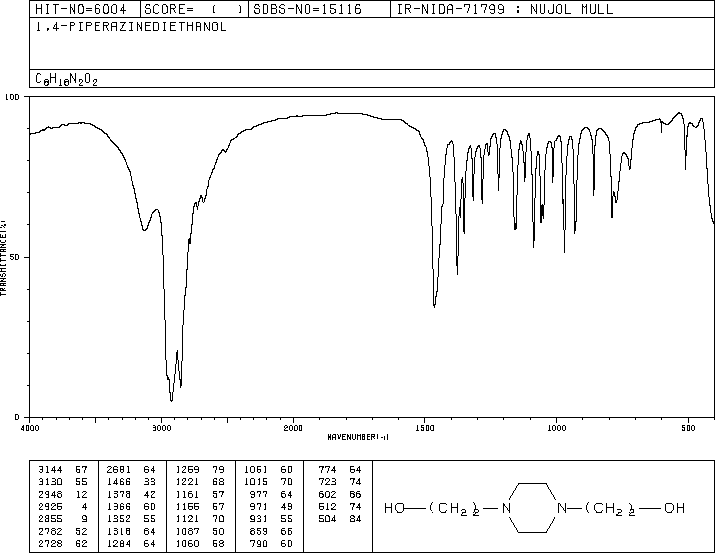 HIT-NO=6004 SCORE= ( ) SDBS-NO=15116 IR-NIDA-71799 : NUJOL MULL
1,4-PIPERAZINEDIETHANOL
C8H18N2O2
100
50
0
TRANSMITTANCE(%)
4000 3000 2000 1500 1000 500
WAVENUMBER(-1)
3144 57 2681 64 1259 79 1061 60 774 64
3130 55 1466 33 1221 68 1015 70 723 74
2948 12 1378 42 1161 57 977 64 602 86
2925 4 1366 60 1155 57 971 49 512 74
2855 9 1352 55 1121 70 931 55 504 84
2782 52 1318 64 1087 50 859 66
2728 62 1284 64 1060 58 790 60
HO—(CH2)2—N N—(CH2)2—OH